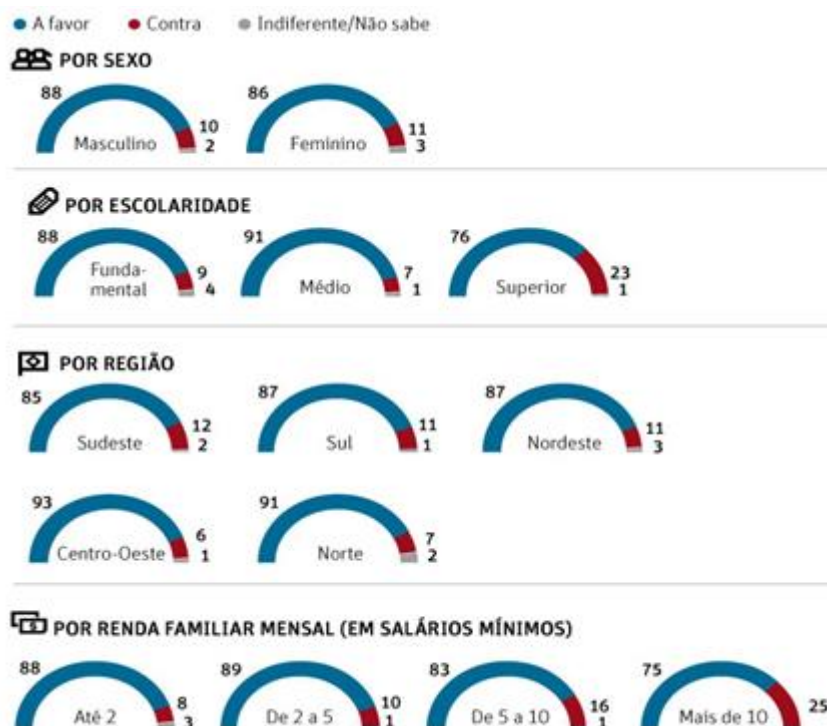 A favor Contra Indiferente/Não sabe
POR SEXO
88 10 2 Masculino
86 11 3 Feminino
POR ESCOLARIDADE
88 9 4 Funda-
mental
91 7 1 Médio
76 23 1 Superior
POR REGIÃO
85 12 2 Sudeste
87 11 1 Sul
87 11 3 Nordeste
93 6 1 Centro-Oeste
91 7 2 Norte
POR RENDA FAMILIAR MENSAL (EM SALÁRIOS MÍNIMOS)
88 8 3 Até 2
89 10 1 De 2 a 5
83 16 1 De 5 a 10
75 25 Mais de 10